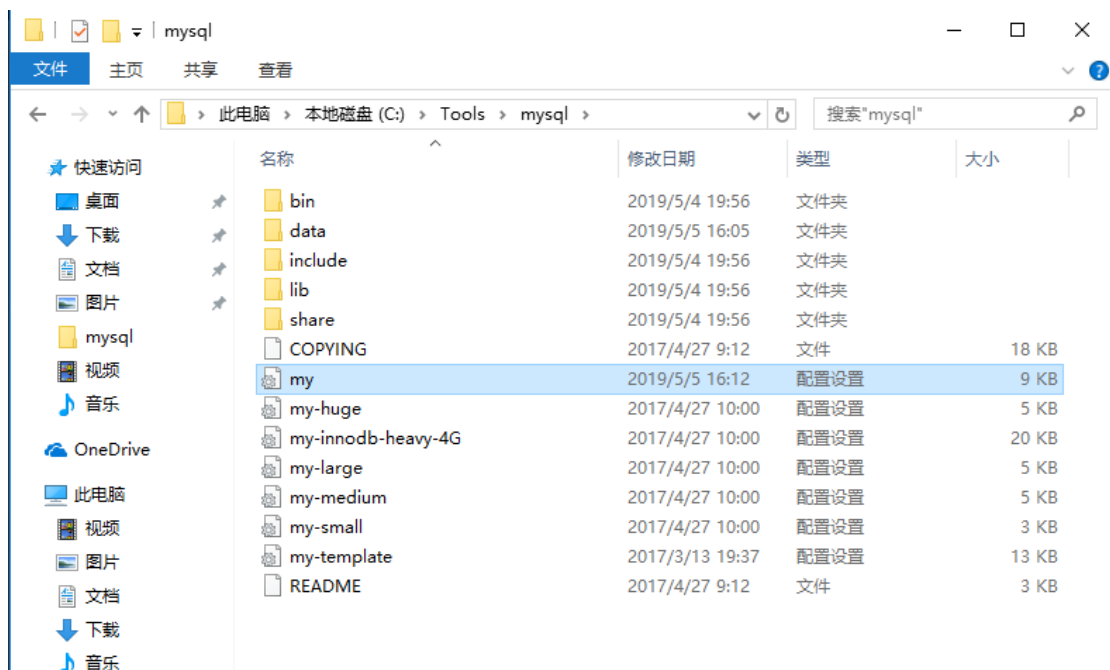 mysql
文件 主页 共享 查看
此电脑 本地磁盘 (C:) Tools mysql 搜索"mysql"
名称 修改日期 类型 大小
快速访问
桌面
下载
文档
图片
mysql
视频
音乐
OneDrive
此电脑
视频
图片
文档
下载
音乐
bin 2019/5/4 19:56 文件夹
data 2019/5/5 16:05 文件夹
include 2019/5/4 19:56 文件夹
lib 2019/5/4 19:56 文件夹
share 2019/5/4 19:56 文件夹
COPYING 2017/4/27 9:12 文件 18 KB
my 2019/5/5 16:12 配置设置 9 KB
my-huge 2017/4/27 10:00 配置设置 5 KB
my-innodb-heavy-4G 2017/4/27 10:00 配置设置 20 KB
my-large 2017/4/27 10:00 配置设置 5 KB
my-medium 2017/4/27 10:00 配置设置 5 KB
my-small 2017/4/27 10:00 配置设置 3 KB
my-template 2017/3/13 19:37 配置设置 13 KB
README 2017/4/27 9:12 文件 3 KB